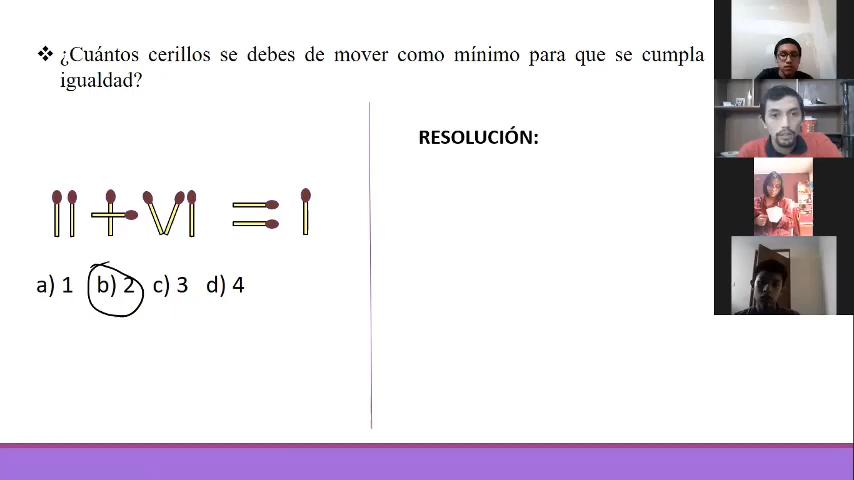 ❖ ¿Cuántos cerillos se debes de mover como mínimo para que se cumpla
igualdad?
RESOLUCIÓN:
II + VI = I
a) 1 b) 2 c) 3 d) 4